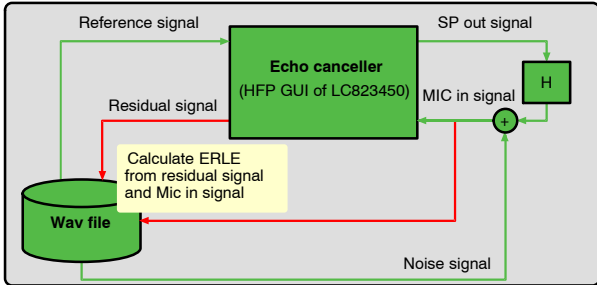 Reference signal
SP out signal
Echo canceller
(HFP GUI of LC823450)
H
MIC in signal
Residual signal
+
Calculate ERLE
from residual signal
and Mic in signal
Wav file
Noise signal